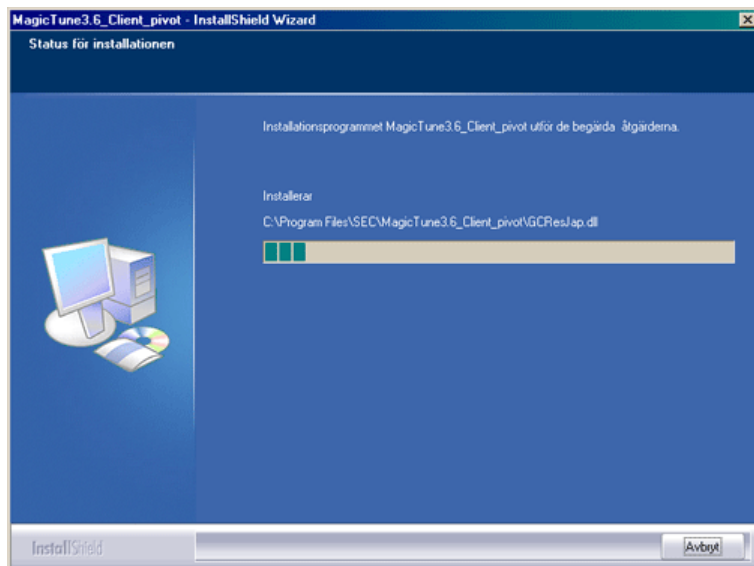 MagicTune3.6_Client_pivot - InstallShield Wizard
Status för installationen
Installationsprogrammet MagicTune3.6_Client_pivot utför de begärda åtgärderna.
Installerar
C:\Program Files\SEC\MagicTune3.6_Client_pivot\GCResJap.dll
InstallShield
Avbryt